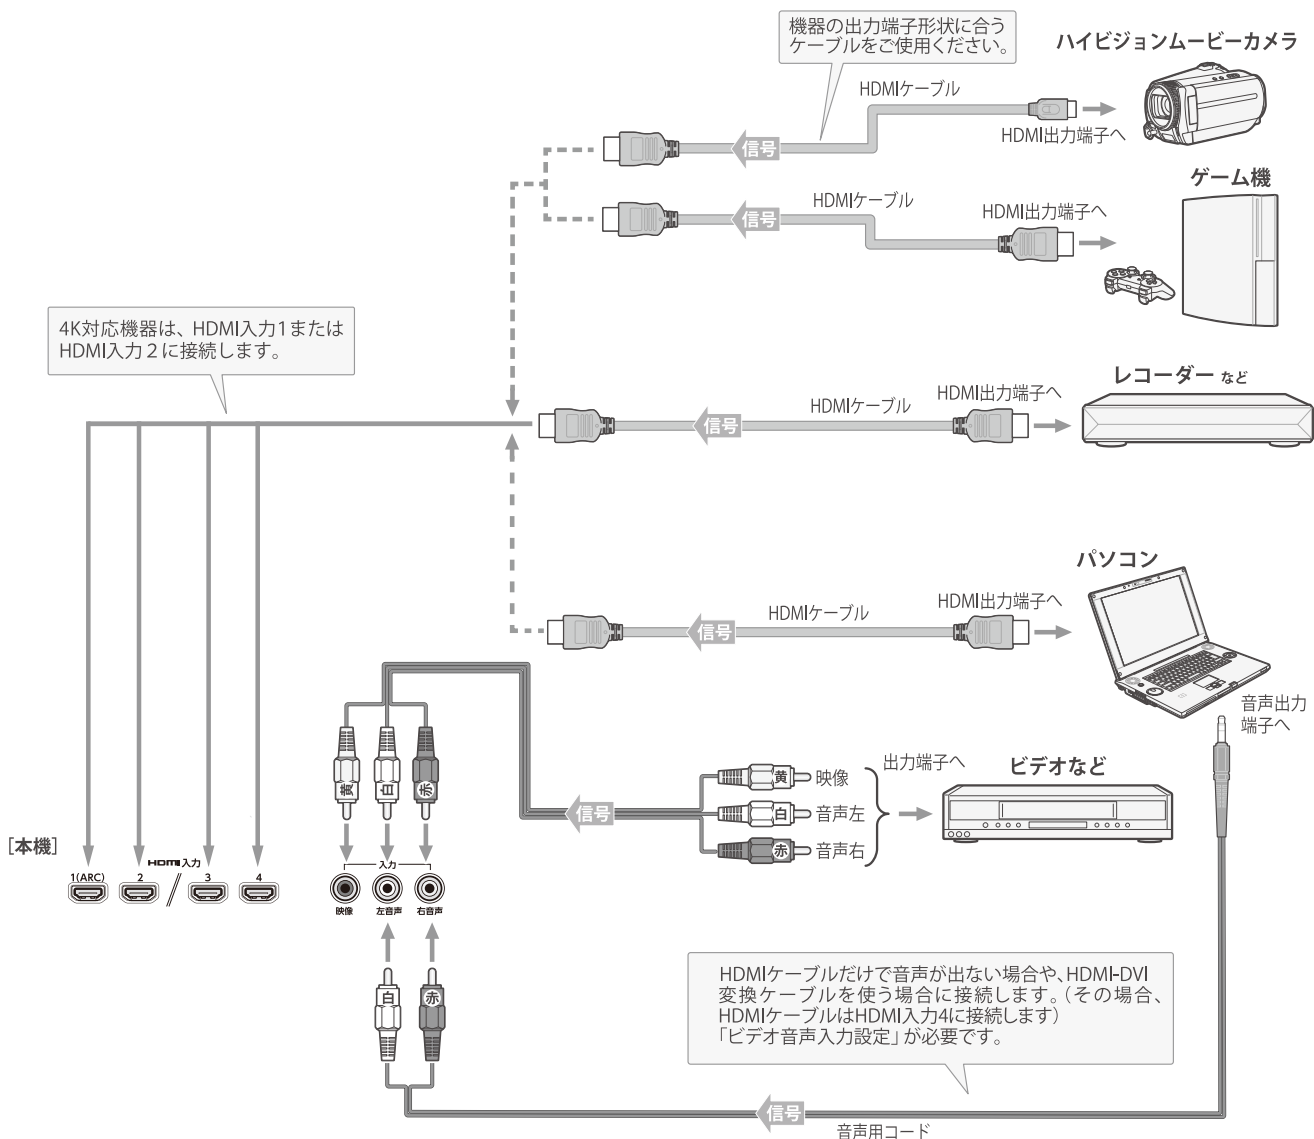 機器の出力端子形状に合う
ケーブルをご使用ください。
ハイビジョンムービーカメラ
HDMIケーブル
HDMI出力端子へ
信号
ゲーム機
HDMIケーブル
HDMI出力端子へ
信号
4K対応機器は、HDMI入力1または
HDMI入力2に接続します。
レコーダー など
HDMI出力端子へ
HDMIケーブル
信号
パソコン
HDMI出力端子へ
HDMIケーブル
信号
音声出力
端子へ
出力端子へ
ビデオなど
黄 映像
白 音声左
赤 音声右
信号
黄 白 赤
[本機]
HDMI 入力
1(ARC) 2 3 4
入力
映像 左音声 右音声
白 赤
HDMIケーブルだけで音声が出ない場合や、HDMI-DVI
変換ケーブルを使う場合に接続します。(その場合、
HDMIケーブルはHDMI入力4に接続します)
「ビデオ音声入力設定」が必要です。
信号
音声用コード